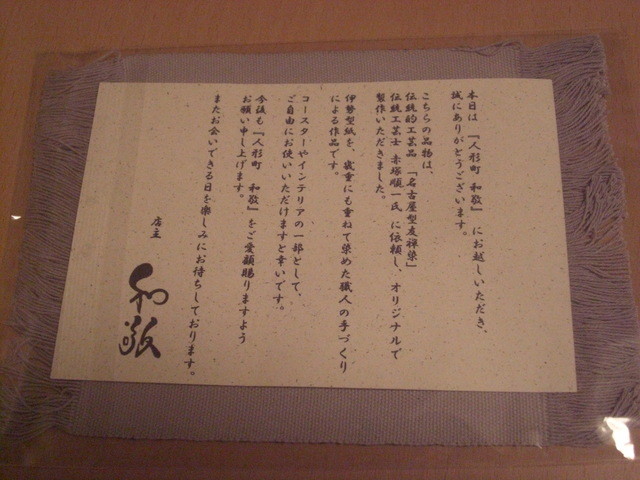 本日は『人形町 和敬』にお越しいただき、
誠にありがとうございます。
こちらの品物は、
伝統的工芸品 「名古屋型友禅染」
伝統工芸士 赤塚順一氏 に依頼し、オリジナルで
製作いただきました。
伊勢型紙を、幾重にも重ねて染めた職人の手づくり
による作品です。
コースターやインテリアの一部として、
ご自由にお使いいただけますと幸いです。
今後も『人形町 和敬』をご愛顧賜りますよう
お願い申し上げます。
またお会いできる日を楽しみにお待ちしております。
店主
和敬